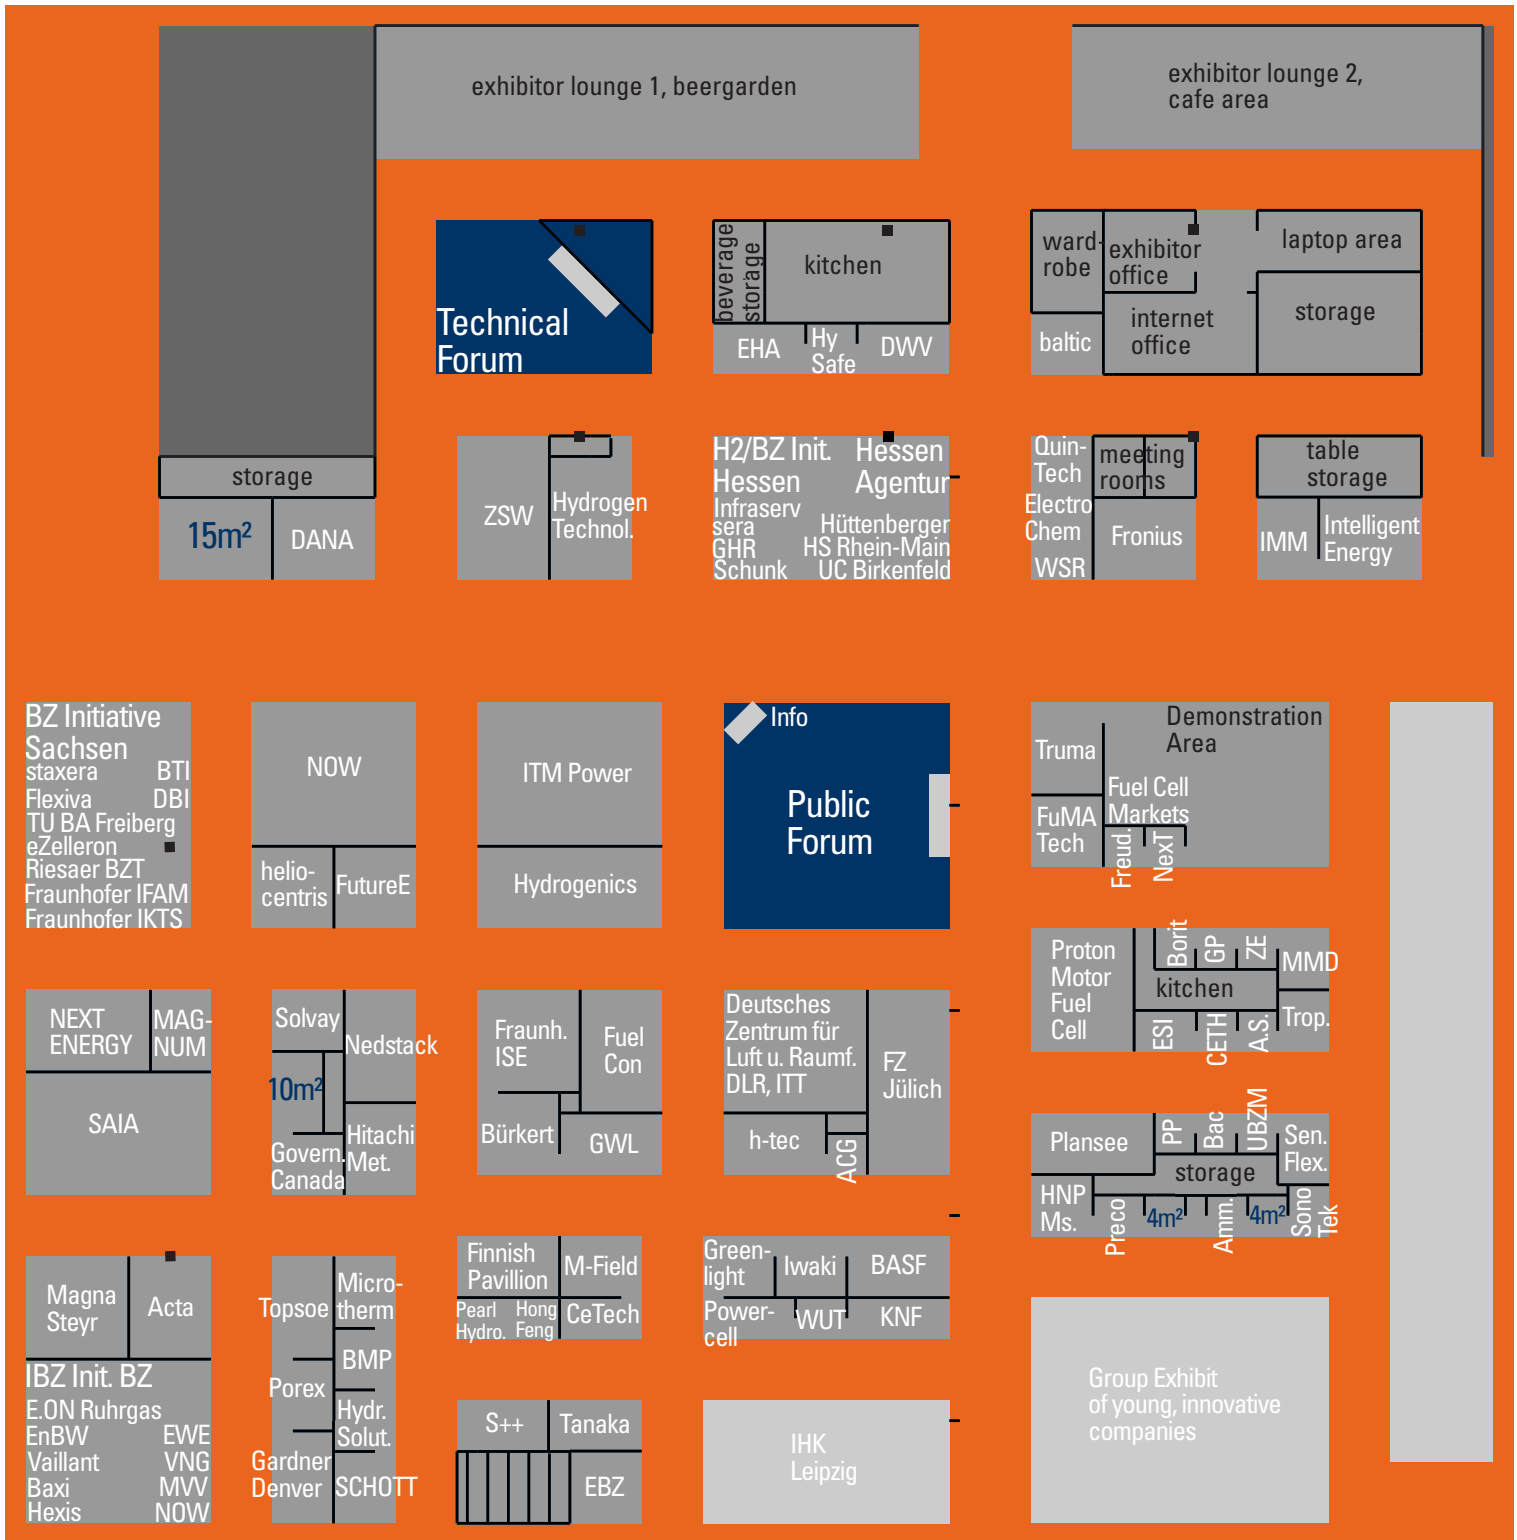 exhibitor lounge 1, beergarden
exhibitor lounge 2,
cafe area
Technical
Forum
beverage
storage
kitchen
EHA
Hy
Safe
DWV
ward-
robe
exhibitor
office
laptop area
baltic
internet
office
storage
storage
15m²
DANA
ZSW
Hydrogen
Technol.
H2/BZ Init.
Hessen
Hessen
Agentur
Infraserv
sera
GHR
Schunk
Hüttenberger
HS Rhein-Main
UC Birkenfeld
Quin-
Tech
Electro
Chem
WSR
meeting
rooms
Fronius
table
storage
IMM
Intelligent
Energy
BZ Initiative
Sachsen
staxera BTI
Flexiva DBI
TU BA Freiberg
eZelleron
Riesaer BZT
Fraunhofer IFAM
Fraunhofer IKTS
NOW
helio-
centris
FutureE
ITM Power
Hydrogenics
Info
Public
Forum
Truma
FuMA
Tech
Demonstration
Area
Fuel Cell
Markets
Freud.
NexT
Proton
Motor
Fuel
Cell
Borit
GP
ZE
MMD
kitchen
ESI
CETH
A.S.
Trop.
NEXT
ENERGY
MAG-
NUM
SAIA
Solvay
Nedstack
10m²
Govern.
Canada
Hitachi
Met.
Fraunh.
ISE
Fuel
Con
Bürkert
GWL
Deutsches
Zentrum für
Luft u. Raumf.
DLR, ITT
FZ
Jülich
h-tec
ACG
Plansee
PP
Bac
UBZM
Sen.
Flex.
storage
HNP
Ms.
Preco
4m²
Amm.
4m²
Sono
Tek
Magna
Steyr
Acta
IBZ Init. BZ
E.ON Ruhrgas
EnBW EWE
Vaillant VNG
Baxi MVV
Hexis NOW
Topsoe
Micro-
therm
BMP
Porex
Hydr.
Solut.
Gardner
Denver
SCHOTT
Finnish
Pavillion
M-Field
Pearl
Hydro.
Hong
Feng
CeTech
S++
Tanaka
EBZ
Green-
light
Iwaki
BASF
Power-
cell
WUT
KNF
IHK
Leipzig
Group Exhibit
of young, innovative
companies